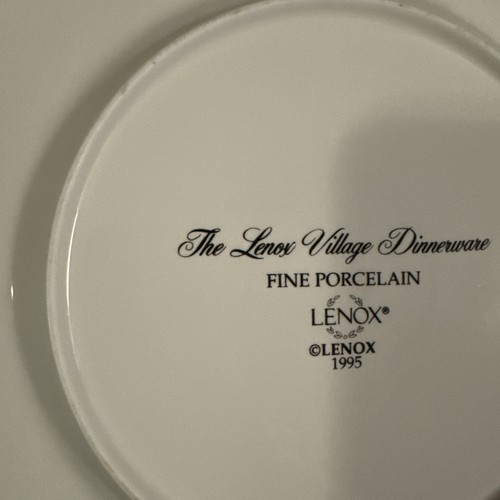 The Lenox Village Dinnerware
FINE PORCELAIN
LENOX®
©LENOX
1995